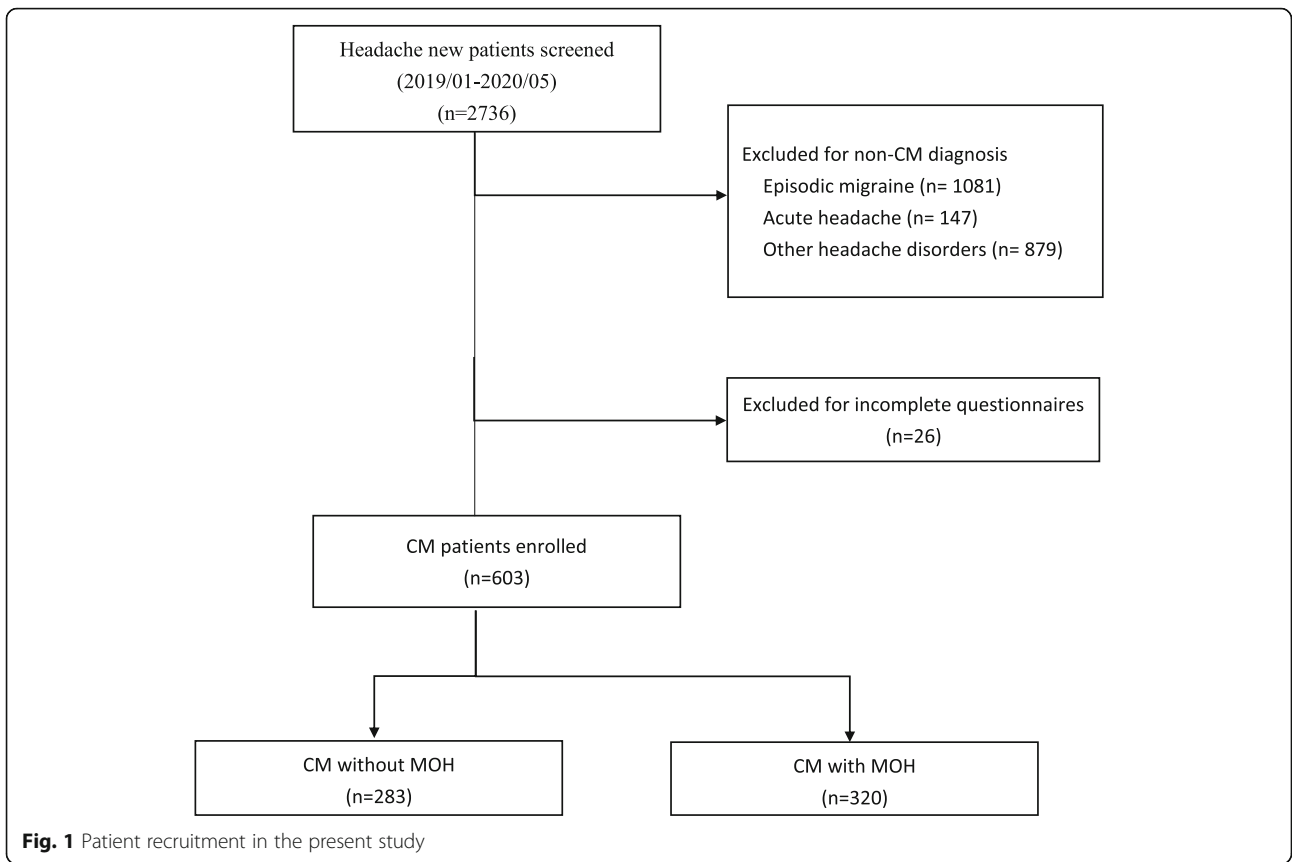 Headache new patients screened
(2019/01-2020/05)
(n=2736)
Excluded for non-CM diagnosis
Episodic migraine (n= 1081)
Acute headache (n= 147)
Other headache disorders (n= 879)
Excluded for incomplete questionnaires
(n=26)
CM patients enrolled
(n=603)
CM without MOH
(n=283)
CM with MOH
(n=320)
Fig. 1 Patient recruitment in the present study